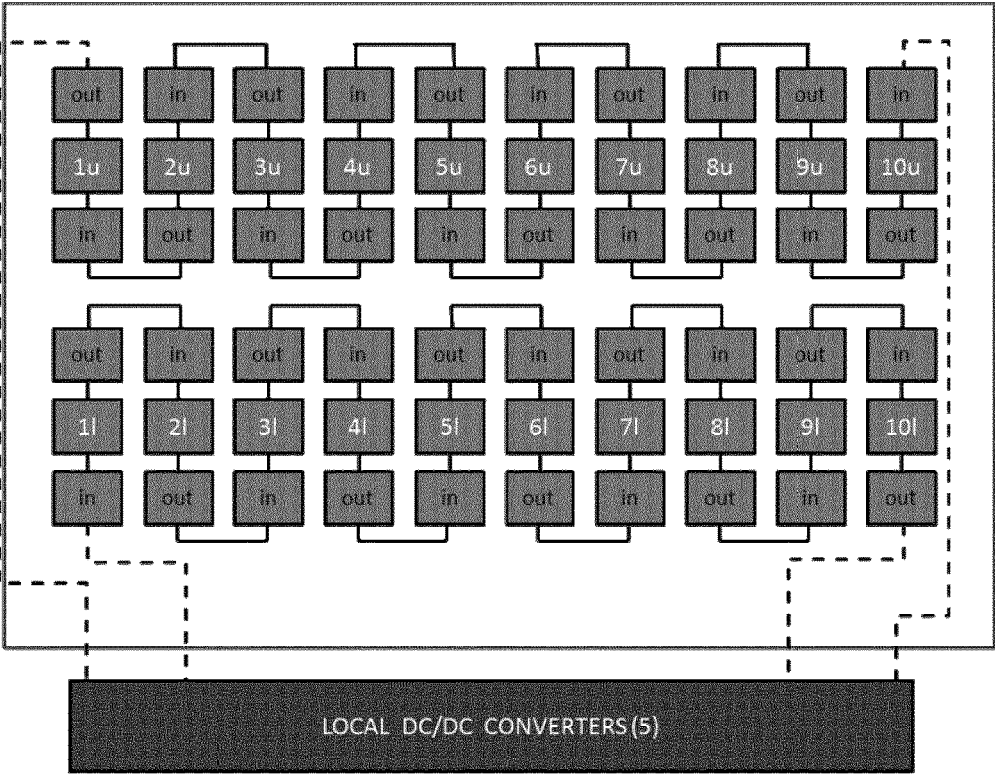 out in out in out in out in out in
1u 2u 3u 4u 5u 6u 7u 8u 9u 10u
in out in out in out in out in out
out in out in out in out in out in
1l 2l 3l 4l 5l 6l 7l 8l 9l 10l
in out in out in out in out in out
LOCAL DC/DC CONVERTERS (5)